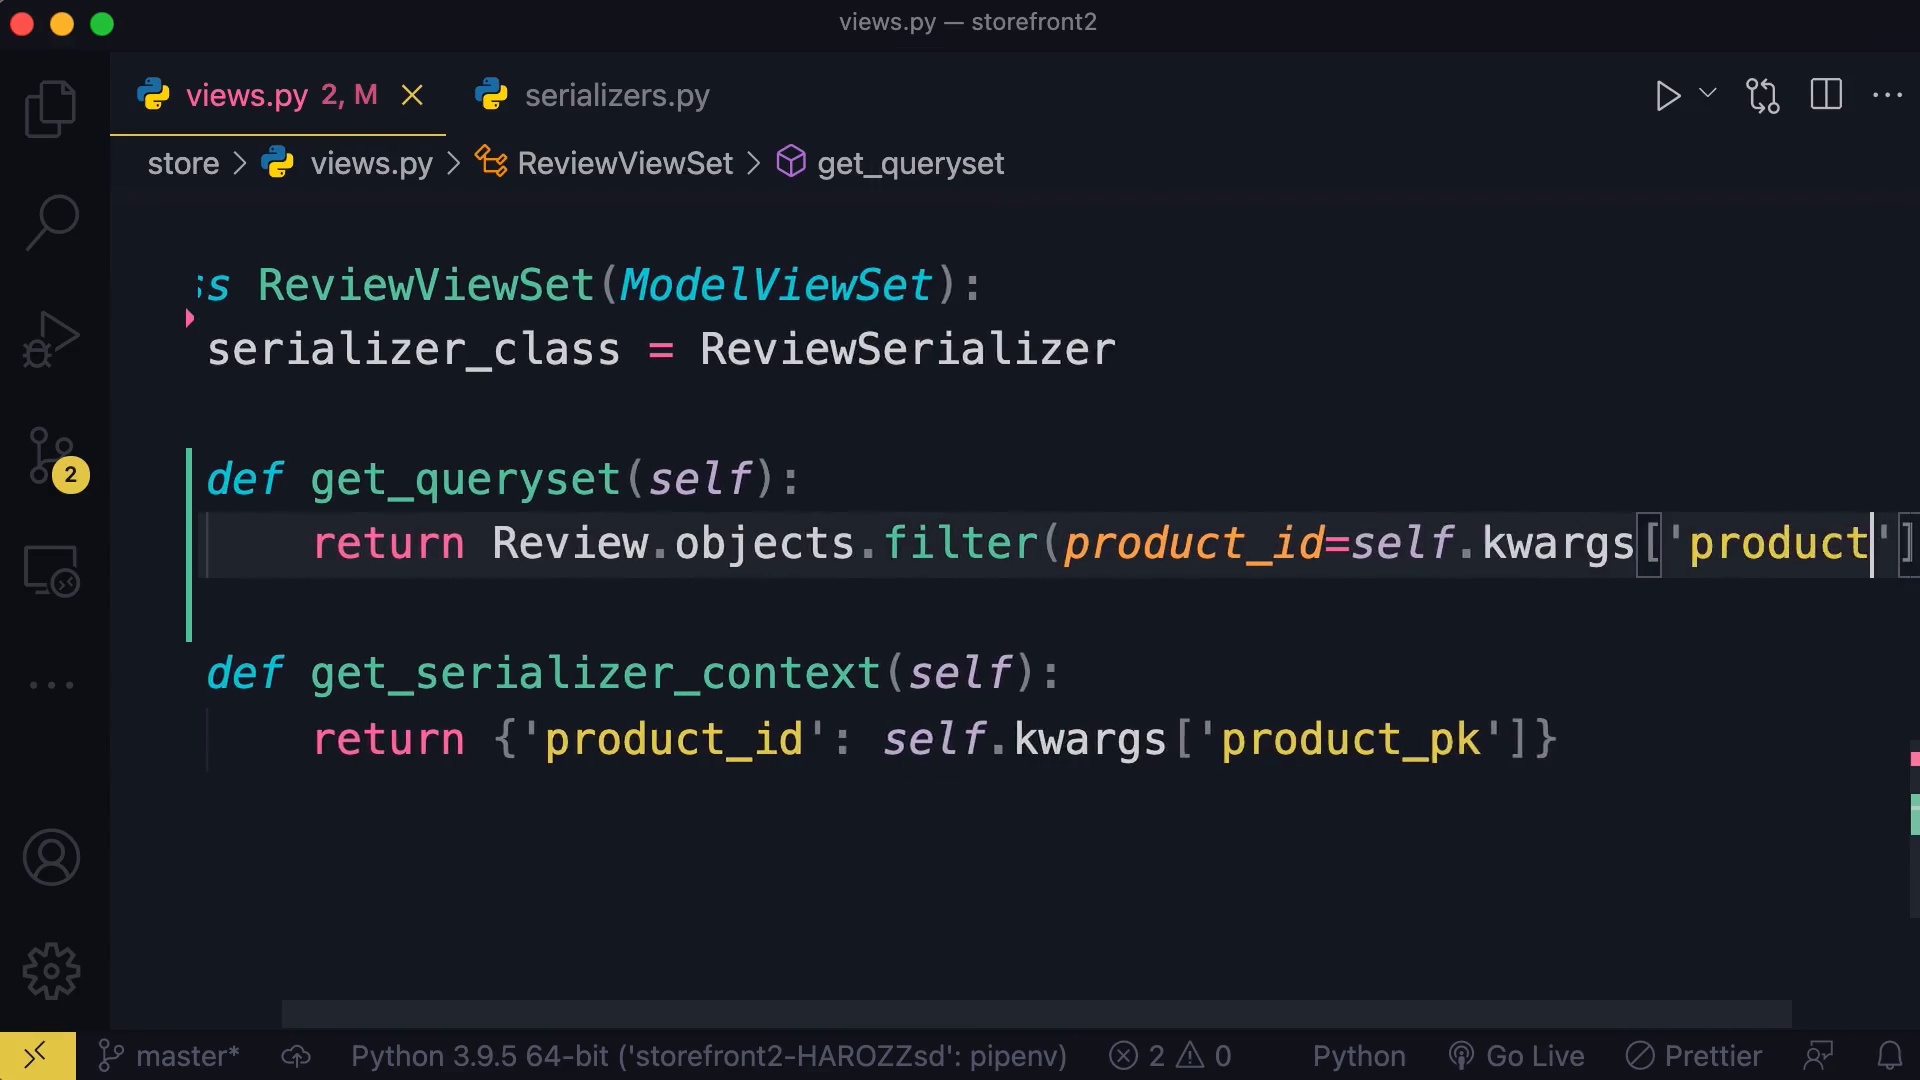 views.py — storefront2
views.py 2, M serializers.py
store > views.py > ReviewViewSet > get_queryset
ss ReviewViewSet(ModelViewSet):
serializer_class = ReviewSerializer
def get_queryset(self):
return Review.objects.filter(product_id=self.kwargs['product']
def get_serializer_context(self):
return {'product_id': self.kwargs['product_pk']}
2
master* Python 3.9.5 64-bit ('storefront2-HAROZZsd': pipenv) 2 0 Python Go Live Prettier